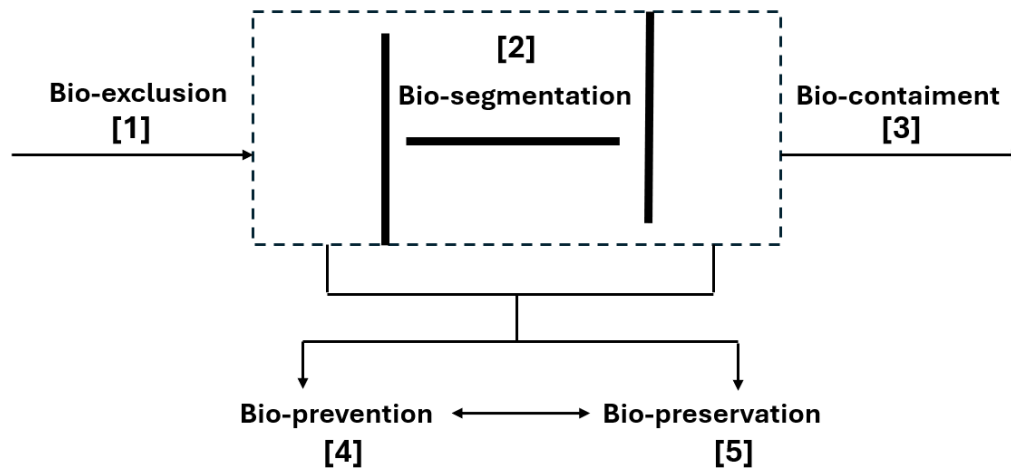 [2]
Bio-exclusion
[1]
Bio-segmentation
Bio-contaiment
[3]
Bio-prevention
[4]
Bio-preservation
[5]